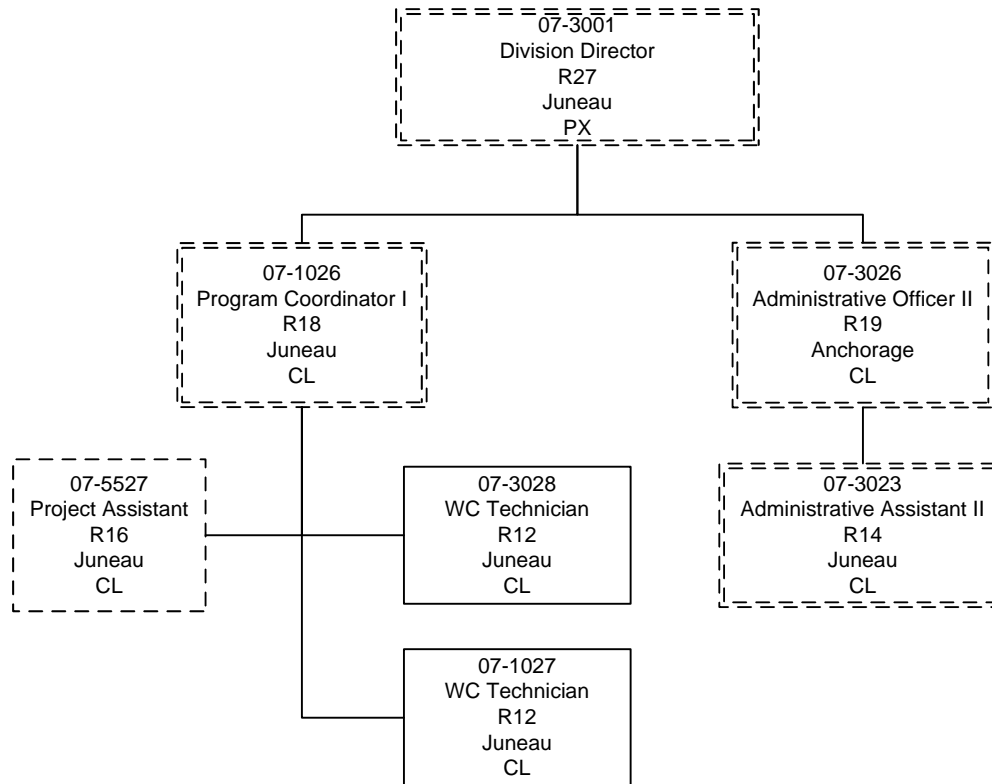 07-3001
Division Director
R27
Juneau
PX
07-1026
Program Coordinator I
R18
Juneau
CL
07-3026
Administrative Officer II
R19
Anchorage
CL
07-5527
Project Assistant
R16
Juneau
CL
07-3028
WC Technician
R12
Juneau
CL
07-3023
Administrative Assistant II
R14
Juneau
CL
07-1027
WC Technician
R12
Juneau
CL